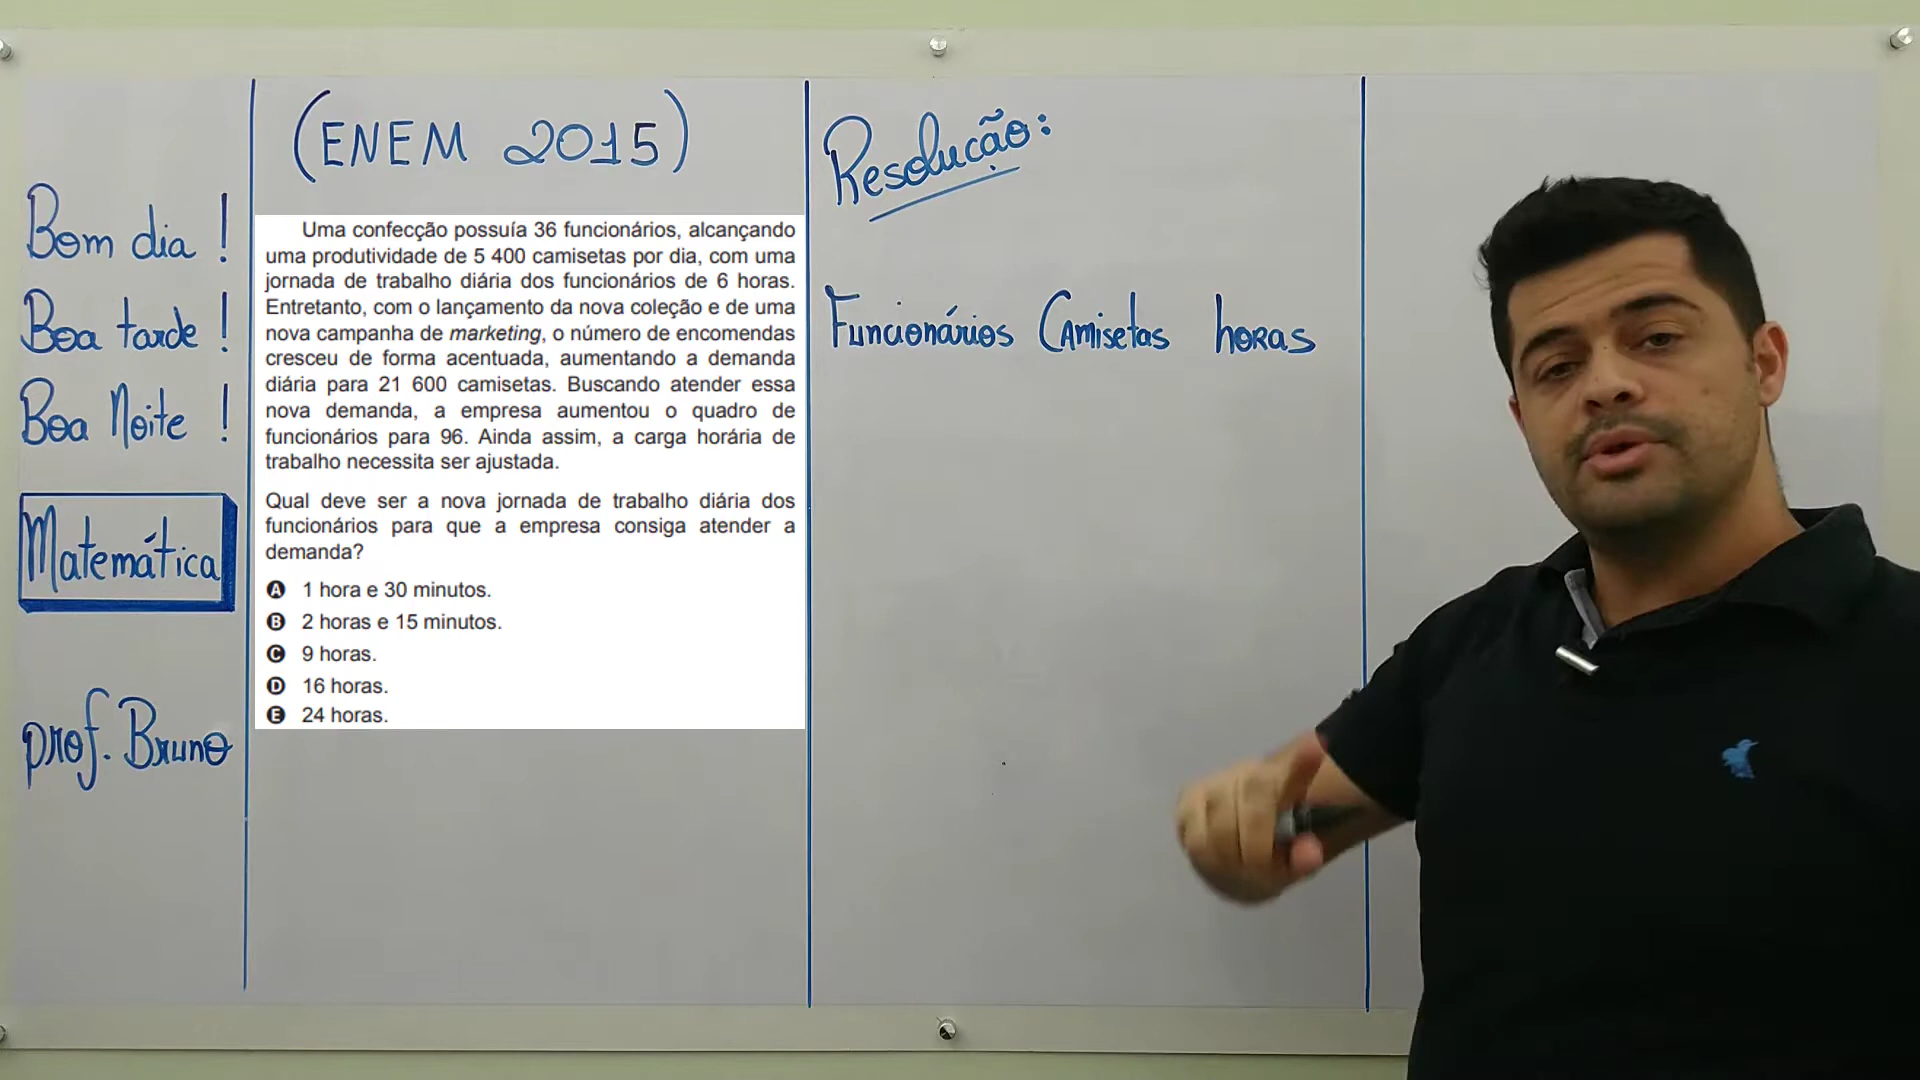 Bom dia!
Boa tarde!
Boa Noite!
Matemática
prof. Bruno
(ENEM 2015)
Uma confecção possuía 36 funcionários, alcançando
uma produtividade de 5 400 camisetas por dia, com uma
jornada de trabalho diária dos funcionários de 6 horas.
Entretanto, com o lançamento da nova coleção e de uma
nova campanha de marketing, o número de encomendas
cresceu de forma acentuada, aumentando a demanda
diária para 21 600 camisetas. Buscando atender essa
nova demanda, a empresa aumentou o quadro de
funcionários para 96. Ainda assim, a carga horária de
trabalho necessita ser ajustada.
Qual deve ser a nova jornada de trabalho diária dos
funcionários para que a empresa consiga atender a
demanda?
A 1 hora e 30 minutos.
B 2 horas e 15 minutos.
C 9 horas.
D 16 horas.
E 24 horas.
Resolução:
Funcionários Camisetas horas